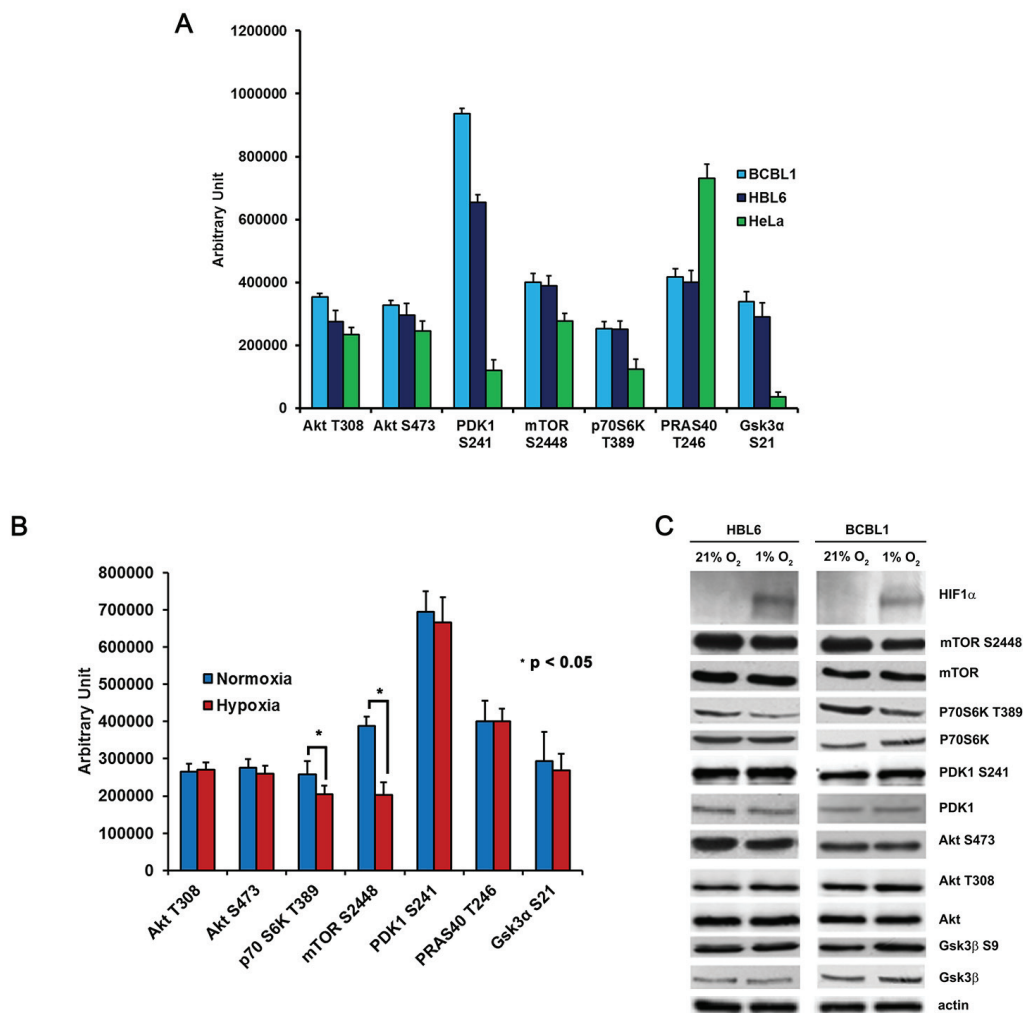 A
1200000
1000000
800000
600000
400000
200000
0
Arbitrary Unit
BCBL1
HBL6
HeLa
Akt T308 Akt S473 PDK1 mTOR p70S6K PRAS40 Gsk3α
S241 S2448 T389 T246 S21
B
800000
700000
600000
500000
400000
300000
200000
100000
0
Arbitrary Unit
Normoxia
Hypoxia
* p < 0.05
*
*
Akt T308
Akt S473
p70 S6K T389
mTOR S2448
PDK1 S241
PRAS40 T246
Gsk3α S21
C
HBL6 BCBL1
21% O2 1% O2 21% O2 1% O2
HIF1α
mTOR S2448
mTOR
P70S6K T389
P70S6K
PDK1 S241
PDK1
Akt S473
Akt T308
Akt
Gsk3β S9
Gsk3β
actin